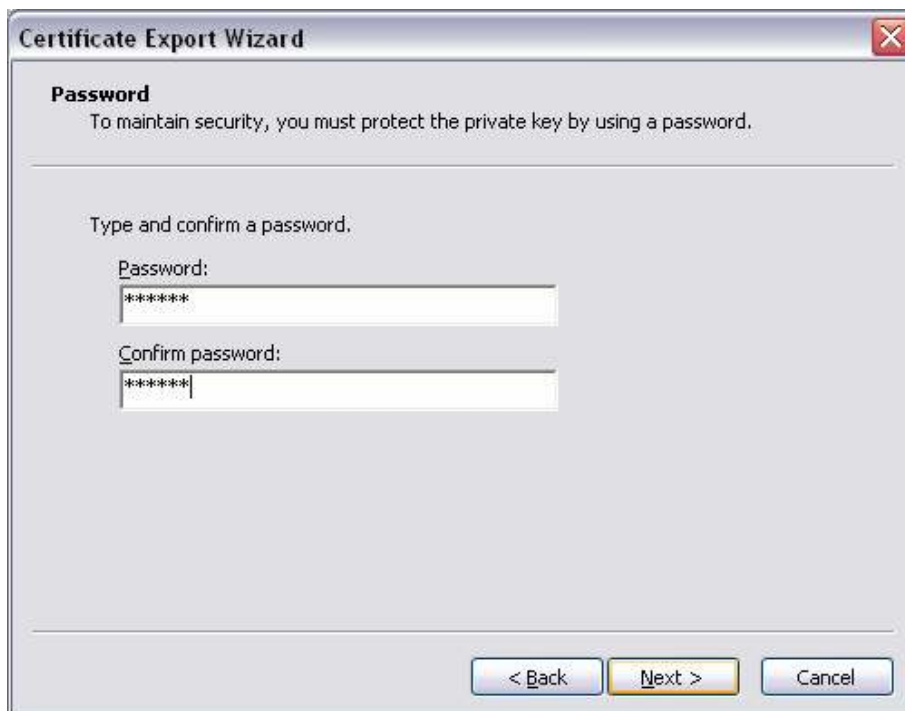 Certificate Export Wizard
Password
To maintain security, you must protect the private key by using a password.
Type and confirm a password.
Password:
******
Confirm password:
******
< Back Next > Cancel